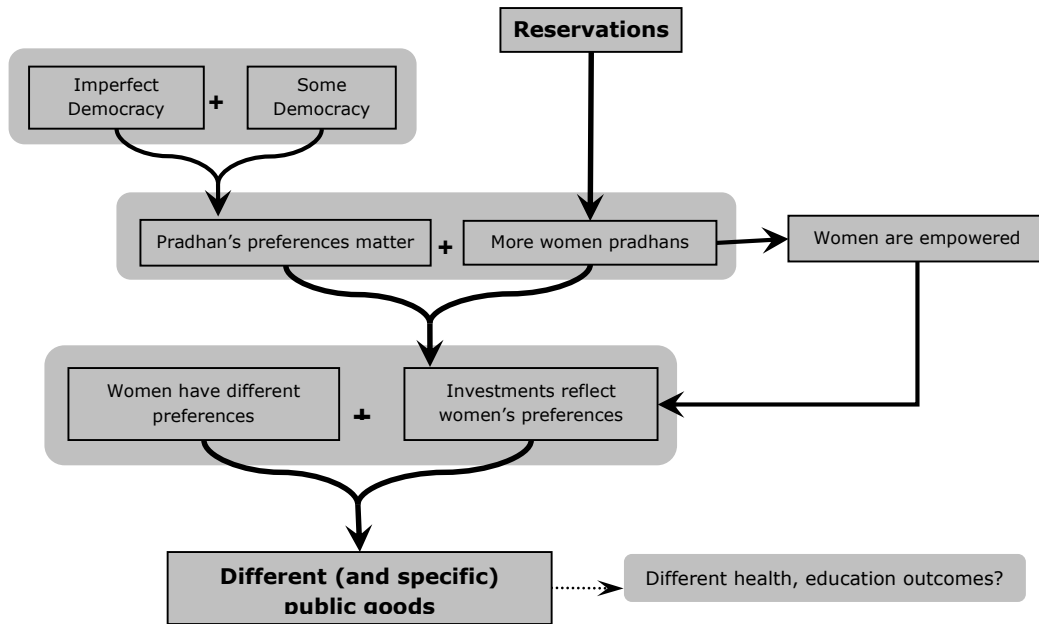 Reservations
Imperfect
Democracy
+
Some
Democracy
Pradhan’s preferences matter
+
More women pradhans
Women are empowered
Women have different
preferences
+
Investments reflect
women’s preferences
Different (and specific)
public goods
Different health, education outcomes?